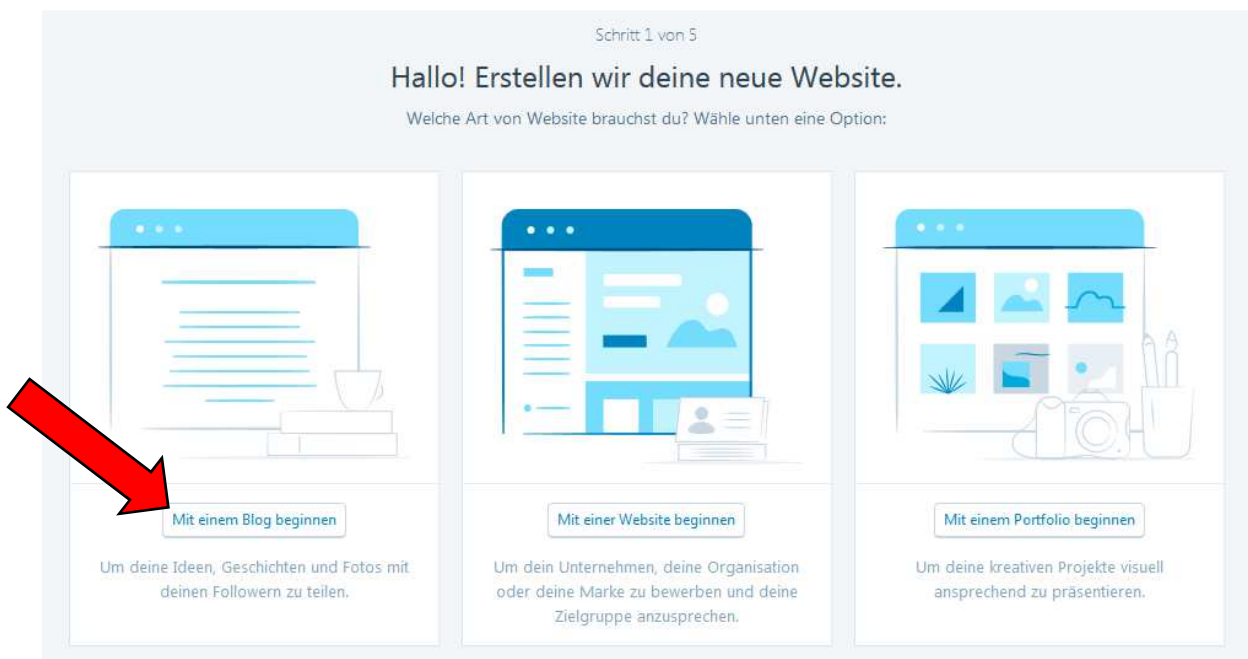 Schritt 1 von 5
Hallo! Erstellen wir deine neue Website.
Welche Art von Website brauchst du? Wähle unten eine Option:
Mit einem Blog beginnen
Um deine Ideen, Geschichten und Fotos mit
deinen Followern zu teilen.
Mit einer Website beginnen
Um dein Unternehmen, deine Organisation
oder deine Marke zu bewerben und deine
Zielgruppe anzusprechen.
Mit einem Portfolio beginnen
Um deine kreativen Projekte visuell
ansprechend zu präsentieren.